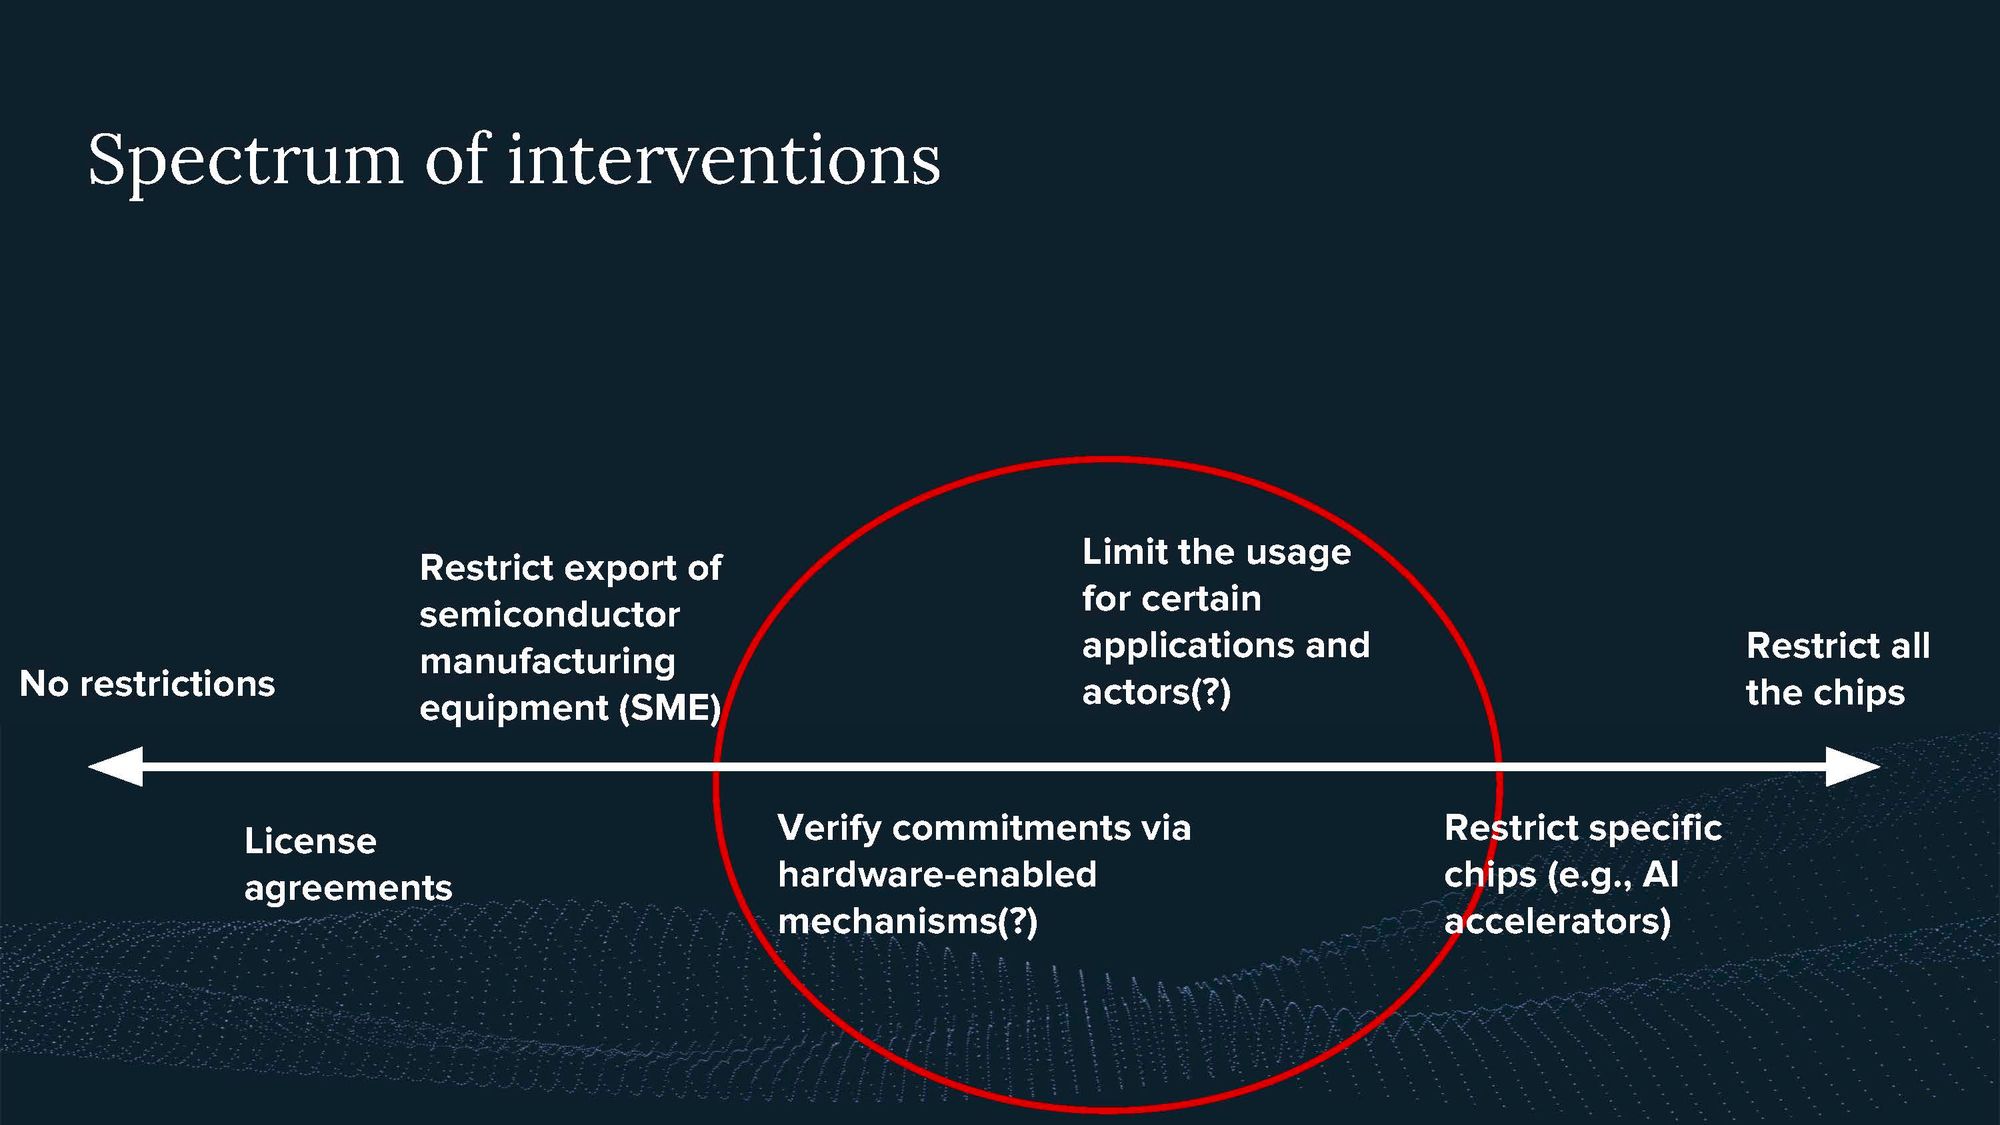 Spectrum of interventions
No restrictions
License
agreements
Restrict export of
semiconductor
manufacturing
equipment (SME)
Verify commitments via
hardware-enabled
mechanisms(?)
Limit the usage
for certain
applications and
actors(?)
Restrict specific
chips (e.g., AI
accelerators)
Restrict all
the chips